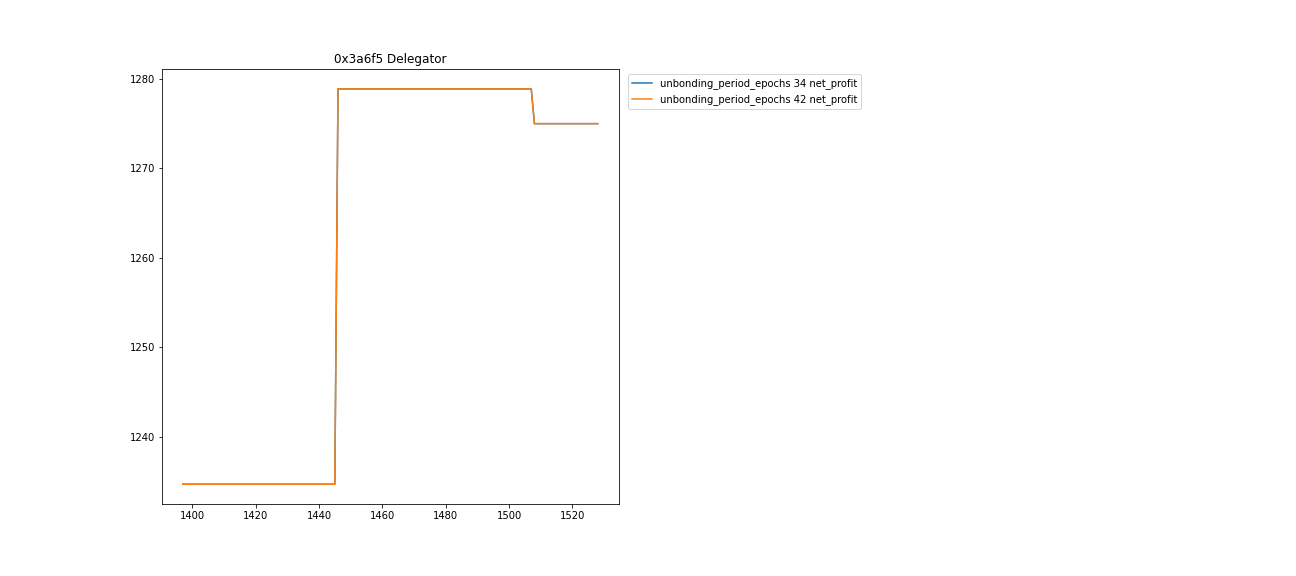 0x3a6f5 Delegator
1280
1270
1260
1250
1240
1400 1420 1440 1460 1480 1500 1520
unbonding_period_epochs 34 net_profit
unbonding_period_epochs 42 net_profit